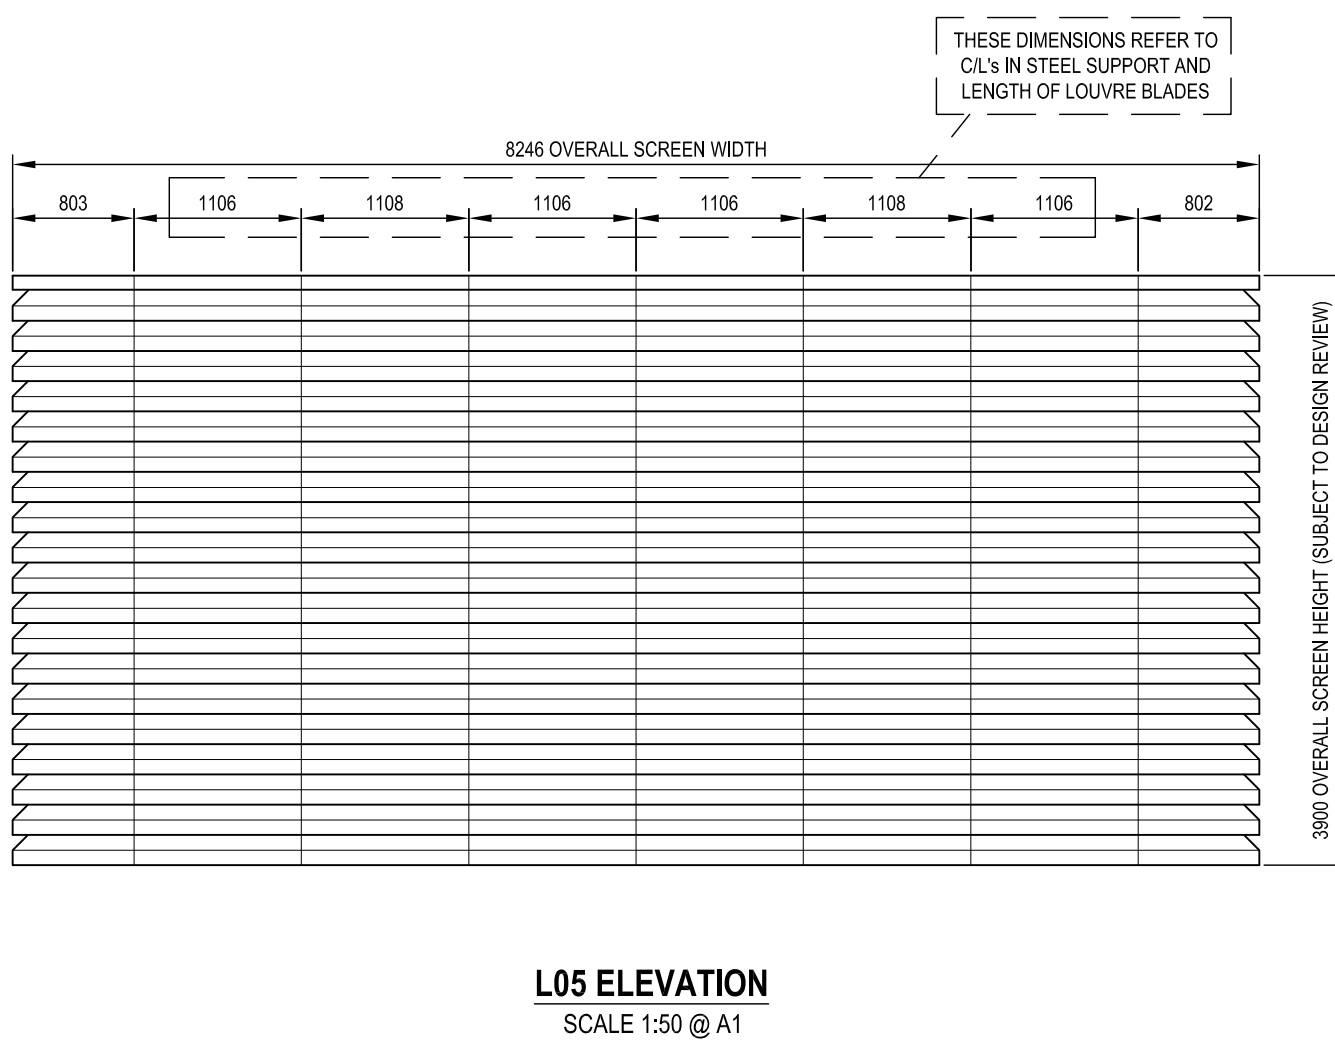 THESE DIMENSIONS REFER TO
C/L's IN STEEL SUPPORT AND
LENGTH OF LOUVRE BLADES
8246 OVERALL SCREEN WIDTH
803 1106 1108 1106 1106 1108 1106 802
3900 OVERALL SCREEN HEIGHT (SUBJECT TO DESIGN REVIEW)
L05 ELEVATION
SCALE 1:50 @ A1